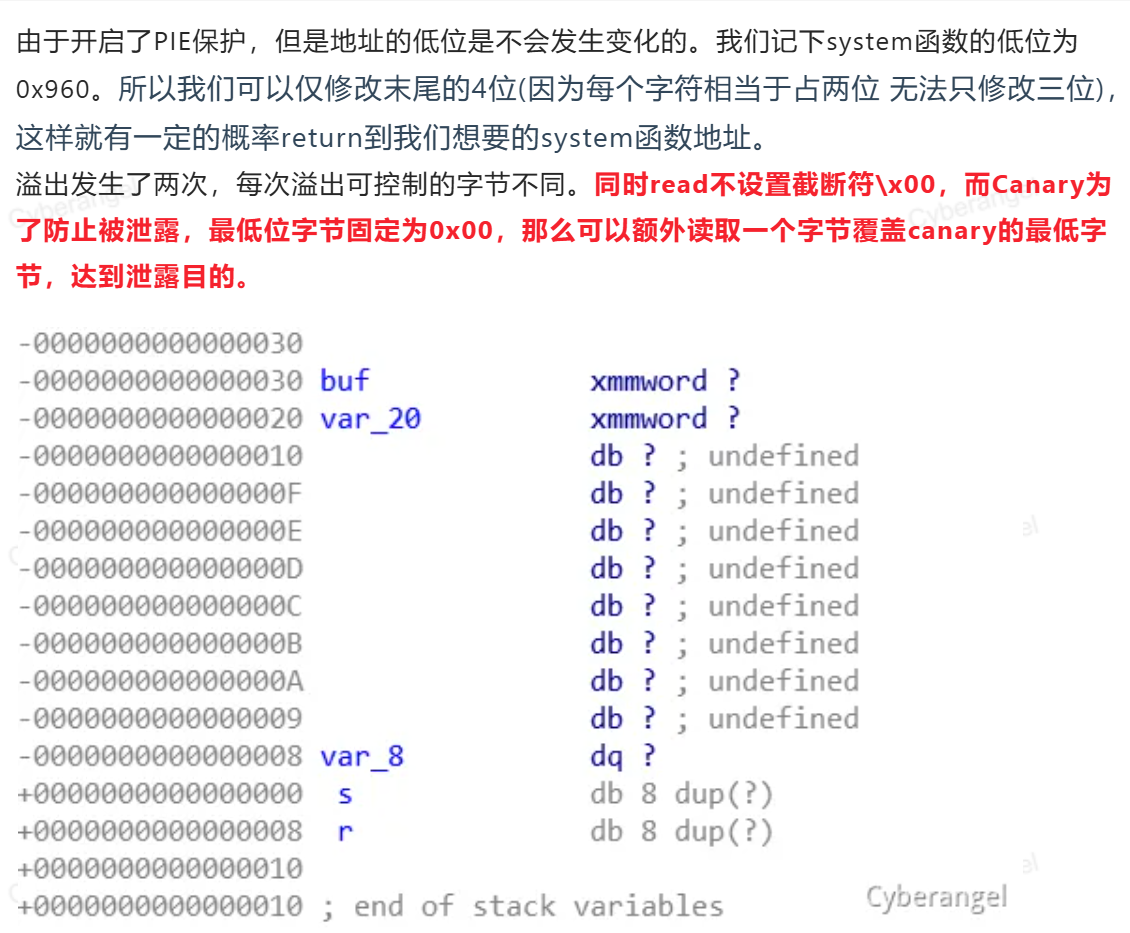 由于开启了PIE保护，但是地址的低位是不会发生变化的。我们记下system函数的低位为
0x960。所以我们可以仅修改末尾的4位(因为每个字符相当于占两位 无法只修改三位)，
这样就有一定的概率return到我们想要的system函数地址。
溢出发生了两次，每次溢出可控制的字节不同。同时read不设置截断符\x00，而Canary为
了防止被泄露，最低位字节固定为0x00，那么可以额外读取一个字节覆盖canary的最低字
节，达到泄露目的。
-0000000000000030
-0000000000000030 buf xmmword ?
-0000000000000020 var_20 xmmword ?
-0000000000000010 db ? ; undefined
-000000000000000F db ? ; undefined
-000000000000000E db ? ; undefined
-000000000000000D db ? ; undefined
-000000000000000C db ? ; undefined
-000000000000000B db ? ; undefined
-000000000000000A db ? ; undefined
-0000000000000009 db ? ; undefined
-0000000000000008 var_8 dq ?
+0000000000000000 s db 8 dup(?)
+0000000000000008 r db 8 dup(?)
+0000000000000010
+0000000000000010 ; end of stack variables
Cyberangel